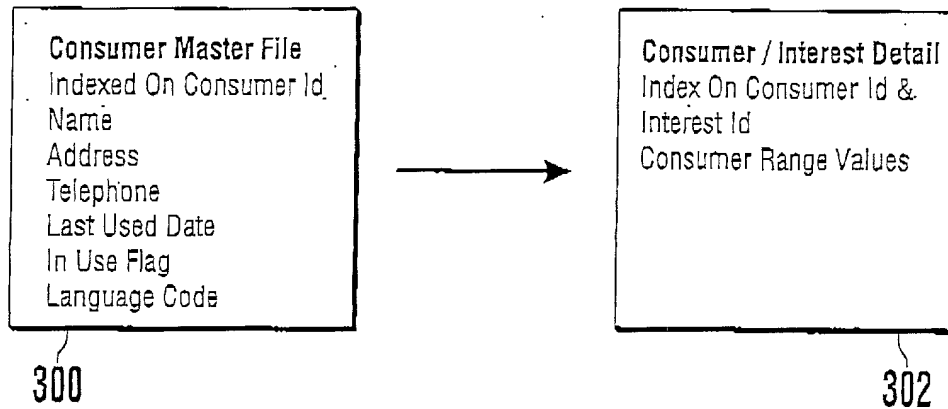 Consumer Master File
Indexed On Consumer Id
Name
Address
Telephone
Last Used Date
In Use Flag
Language Code
300
Consumer / Interest Detail
Index On Consumer Id &
Interest Id
Consumer Range Values
302